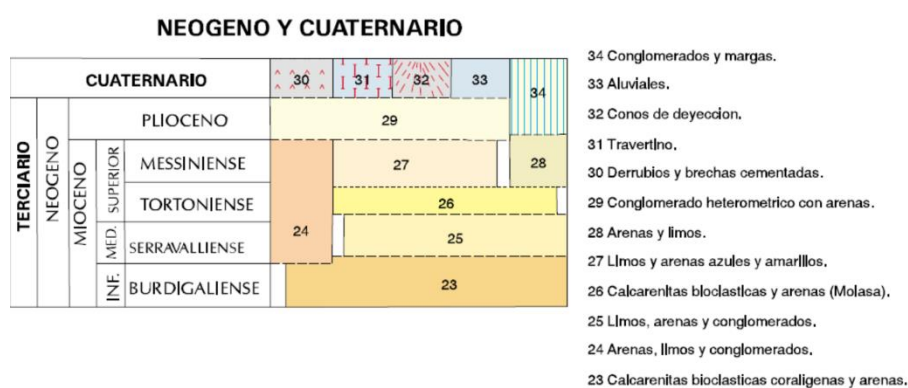 NEOGENO Y CUATERNARIO
CUATERNARIO
30
31
32
33
34
TERCIARIO
NEOGENO
PLIOCENO
29
MIOCENO
SUPERIOR
MESSINIENSE
27
28
TORTONIENSE
26
24
MED.
SERRAVALLIENSE
25
INF.
BURDIGALIENSE
23
34 Conglomerados y margas.
33 Aluviales.
32 Conos de deyeccion.
31 Travertino.
30 Derrubios y brechas cementadas.
29 Conglomerado heterometrico con arenas.
28 Arenas y limos.
27 Limos y arenas azules y amarillos.
26 Calcarenitas bioclasticas y arenas (Molasa).
25 Limos, arenas y conglomerados.
24 Arenas, limos y conglomerados.
23 Calcarenitas bioclasticas coraligenas y arenas.